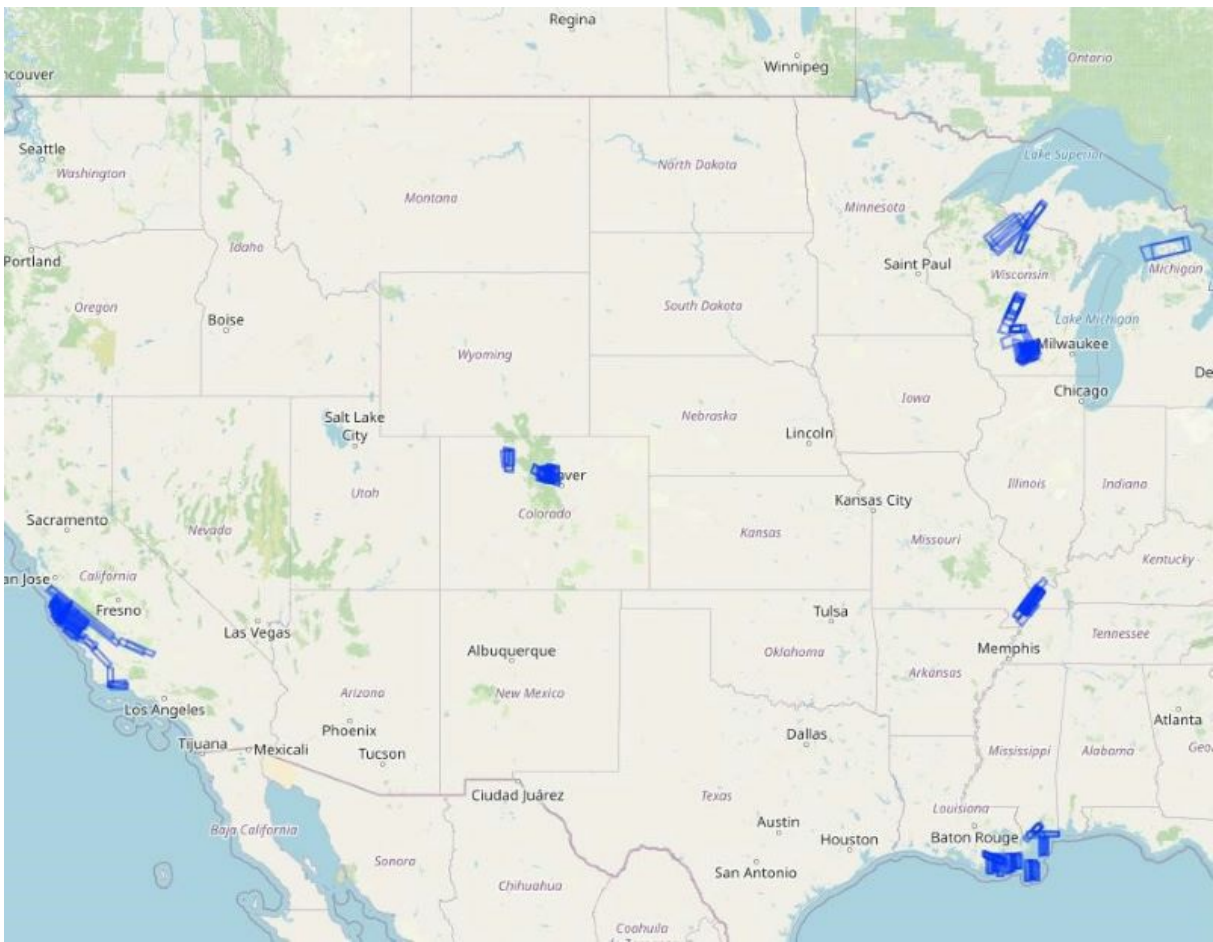 Regina
Winnipeg
Ontario
ncouver
Seattle
Washington
North Dakota
Lake Superior
Montana
Minnesota
Idaho
Portland
Saint Paul
Wisconsin
Michigan
Oregon
Boise
South Dakota
Lake Michigan
Wyoming
Milwaukee
De
Chicago
Iowa
Salt Lake
City
Nebraska
Lincoln
ver
Utah
Illinois
Indiana
Kansas City
Colorado
Sacramento
Nevada
Kansas
Missouri
Kentucky
an Jose
California
Fresno
Tulsa
Las Vegas
Tennessee
Albuquerque
Oklahoma
Memphis
Arkansas
Arizona
New Mexico
Los Angeles
Atlanta
Phoenix
Dallas
Tijuana
Mexicali
Tucson
Mississippi
Alabama
Geo
Ciudad Juárez
Texas
Louisiana
Austin
Baja California
Houston
Baton Rouge
Sonora
San Antonio
Chihuahua
Coahuila